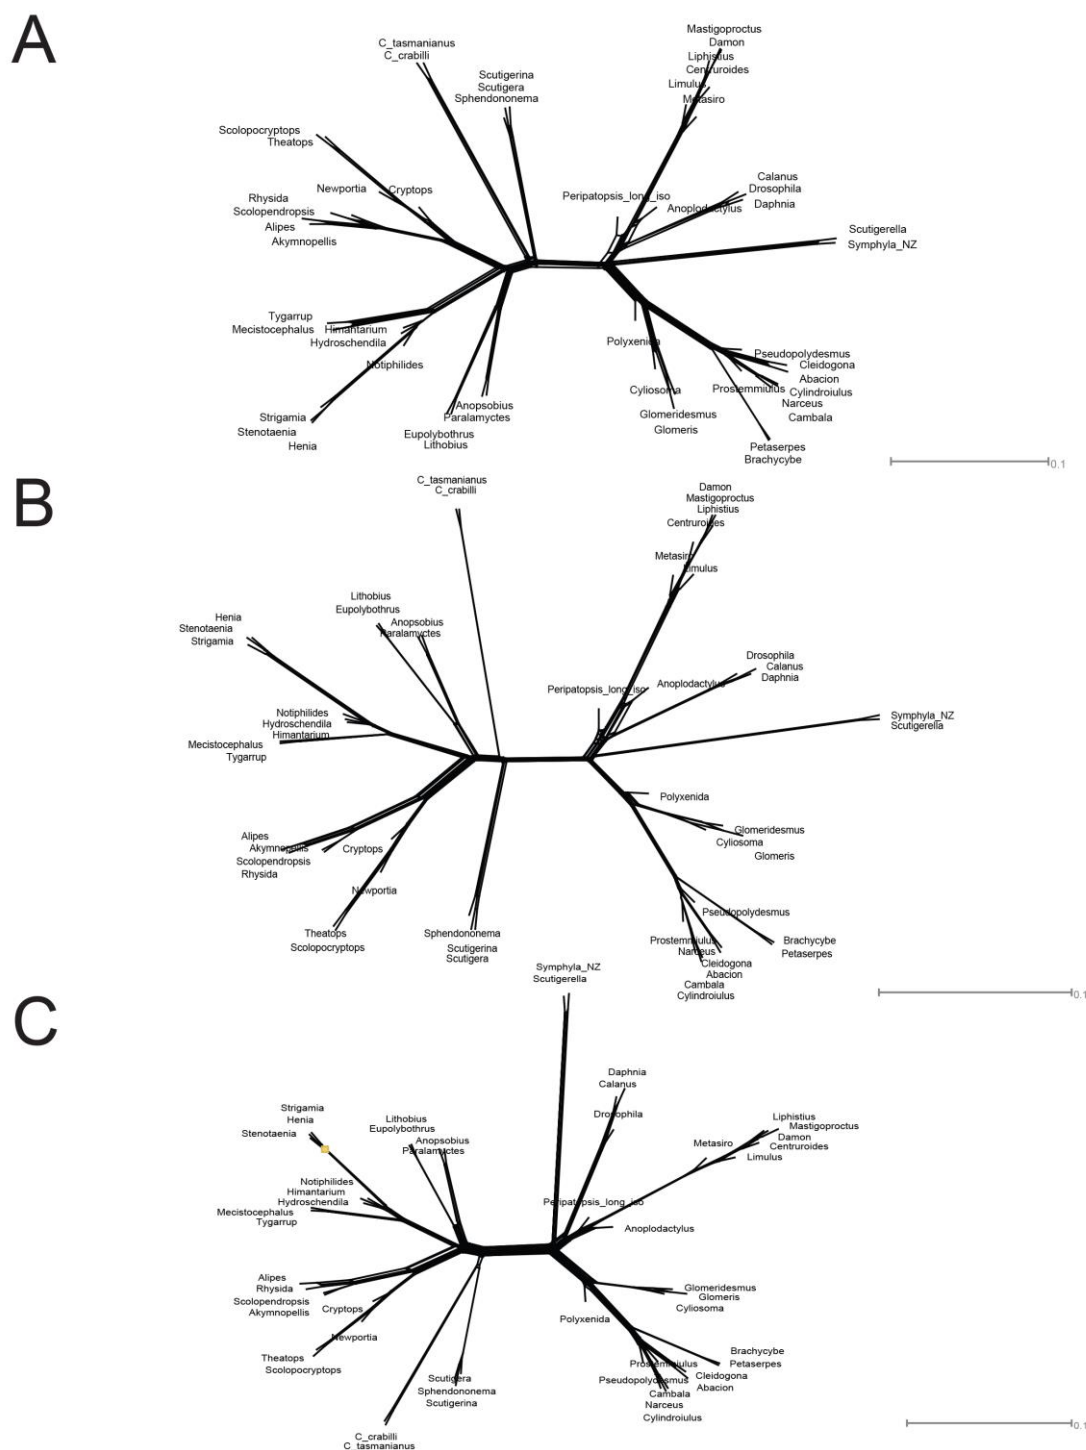 A
Mastigoproctus
C_tasmanianus
Damon
C_crabilli
Liphistius
Centruroides
Scutigerina
Scutigera
Limulus
Sphendononema
Metasiro
Scolopocryptops
Theatops
Calanus
Newportia
Cryptops
Drosophila
Peripatopsis_long_iso
Rhysida
Daphnia
Anoplodactylus
Scolopendropsis
Alipes
Scutigerella
Akymnopellis
Symphyla_NZ
Tygarrup
Mecistocephalus
Himantarium
Hydroschendila
Polyxenida
Pseudopolydesmus
Notiphilides
Cleidogona
Abacion
Cyliosoma
Prostemmiulus
Cylindroiulus
Anopsobius
Narceus
Strigamia
Paralamyctes
Glomeridesmus
Cambala
Stenotaenia
Eupolybothrus
Glomeris
Henia
Lithobius
Petaserpes
Brachycybe
0.1
B
C_tasmanianus
C_crabilli
Damon
Mastigoproctus
Liphistius
Centruroides
Metasiro
Limulus
Lithobius
Eupolybothrus
Henia
Anopsobius
Stenotaenia
Paralamyctes
Strigamia
Drosophila
Calanus
Daphnia
Anoplodactylus
Peripatopsis_long_iso
Notiphilides
Symphyla_NZ
Hydroschendila
Scutigerella
Himantarium
Mecistocephalus
Tygarrup
Polyxenida
Alipes
Glomeridesmus
Akymnopellis
Cryptops
Cyliosoma
Scolopendropsis
Glomeris
Rhysida
Newportia
Pseudopolydesmus
Theatops
Sphendononema
Prostemmiulus
Brachycybe
Scolopocryptops
Scutigerina
Narceus
Petaserpes
Scutigera
Cleidogona
Abacion
Cambala
Cylindroiulus
0.1
C
Symphyla_NZ
Scutigerella
Daphnia
Calanus
Strigamia
Drosophila
Henia
Lithobius
Liphistius
Eupolybothrus
Mastigoproctus
Stenotaenia
Anopsobius
Damon
Paralamyctes
Metasiro
Centruroides
Limulus
Notiphilides
Himantarium
Hydroschendila
Peripatopsis_long_iso
Mecistocephalus
Tygarrup
Anoplodactylus
Alipes
Rhysida
Glomeridesmus
Scolopendropsis
Glomeris
Akymnopellis
Cryptops
Cyliosoma
Polyxenida
Newportia
Theatops
Brachycybe
Scolopocryptops
Prostemmiulus
Petaserpes
Scutigera
Cleidogona
Pseudopolydesmus
Sphendononema
Abacion
Scutigerina
Cambala
Narceus
Cylindroiulus
C_crabilli
C_tasmanianus
0.1